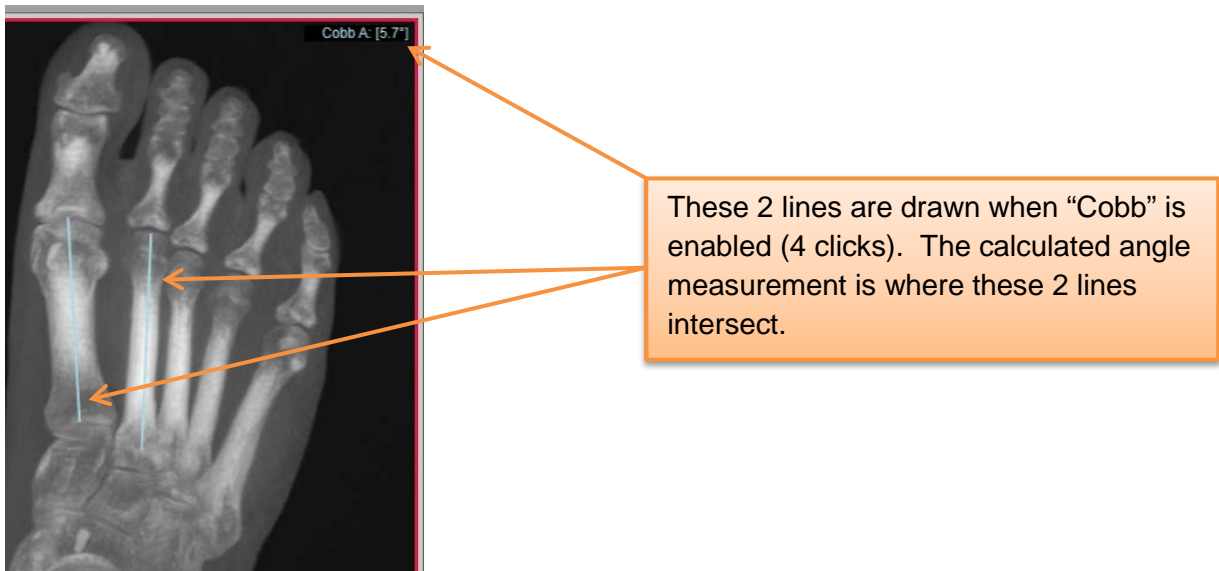 Cobb A: [5.7°]
These 2 lines are drawn when “Cobb” is
enabled (4 clicks).  The calculated angle
measurement is where these 2 lines
intersect.